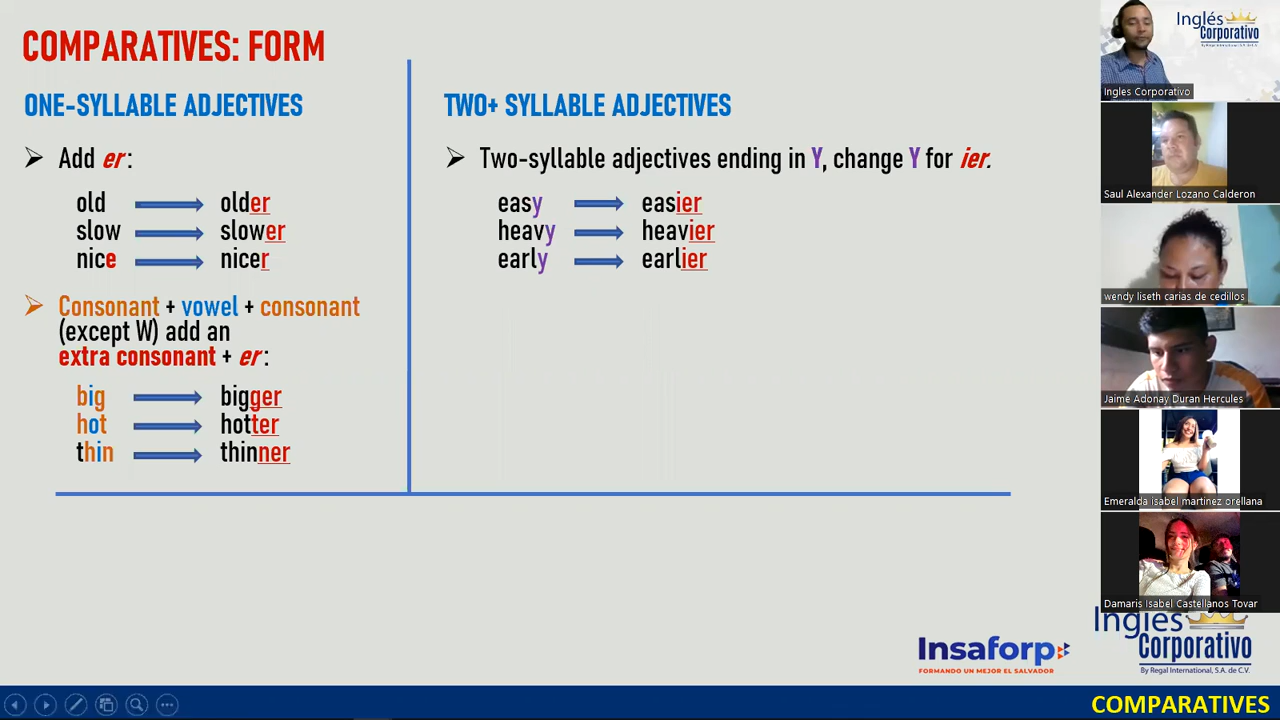 COMPARATIVES: FORM
ONE-SYLLABLE ADJECTIVES
Add er:
old older
slow slower
nice nicer
Consonant + vowel + consonant
(except W) add an
extra consonant + er:
big bigger
hot hotter
thin thinner
TWO+ SYLLABLE ADJECTIVES
Two-syllable adjectives ending in Y, change Y for ier.
easy easier
heavy heavier
early earlier
Inglés
Corporativo
By Regal International, S.A. de C.V.
Ingles Corporativo
Saul Alexander Lozano Calderon
wendy liseth carias de cedillos
Jaime Adonay Duran Hercules
Emeralda isabel martinez orellana
Damaris Isabel Castellanos Tovar
Insaforp
FORMANDO UN MEJOR EL SALVADOR
Inglés
Corporativo
By Regal International, S.A. de C.V.
COMPARATIVES